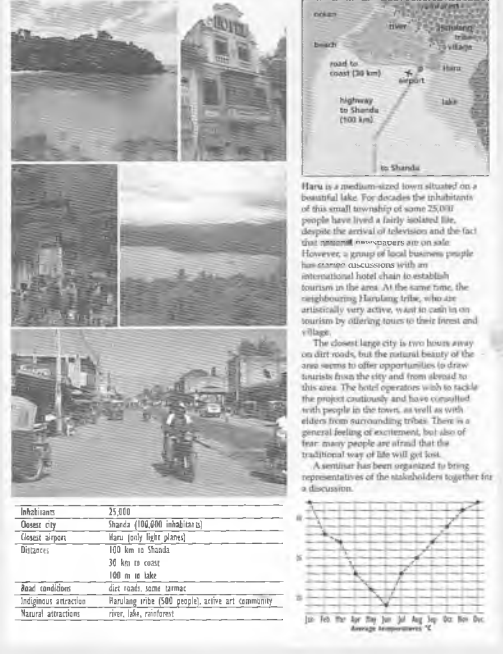 HOTEL
rainforest
ocean
river
Harulang
tribe
village
beach
road to
coast (30 km)
airport
Haru
highway
to Shanda
(100 km)
lake
to Shanda
Haru is a medium-sized town situated on a
beautiful lake. For decades the inhabitants
of this small township of some 25,000
people have lived a fairly isolated life,
despite the arrival of television and the fact
that national newspapers are on sale.
However, a group of local business people
has started discussions with an
international hotel chain to establish
tourism in the area. At the same time, the
neighbouring Harulang tribe, who are
artistically very active, want to cash in on
tourism by offering tours to their forest and
village.
The closest large city is two hours away
on dirt roads, but the natural beauty of the
area seems to offer opportunities to draw
tourists from the city and from abroad to
this area. The hotel operators wish to tackle
the project cautiously and have consulted
with people in the town, as well as with
elders from surrounding tribes. There is a
general feeling of excitement, but also of
fear: many people are afraid that the
traditional way of life will get lost.
A seminar has been organized to bring
representatives of the stakeholders together for
a discussion.
Inhabitants 25,000
Closest city Shanda (100,000 inhabitants)
Closest airport Haru (only light planes)
Distances 100 km to Shanda
30 km to coast
100 m to lake
Road conditions dirt roads, some tarmac
Indiginous attraction Harulang tribe (500 people), active art community
Natural attractions river, lake, rainforest
Jan Feb Mar Apr May Jun Jul Aug Sep Oct Nov Dec
Average temperatures °C